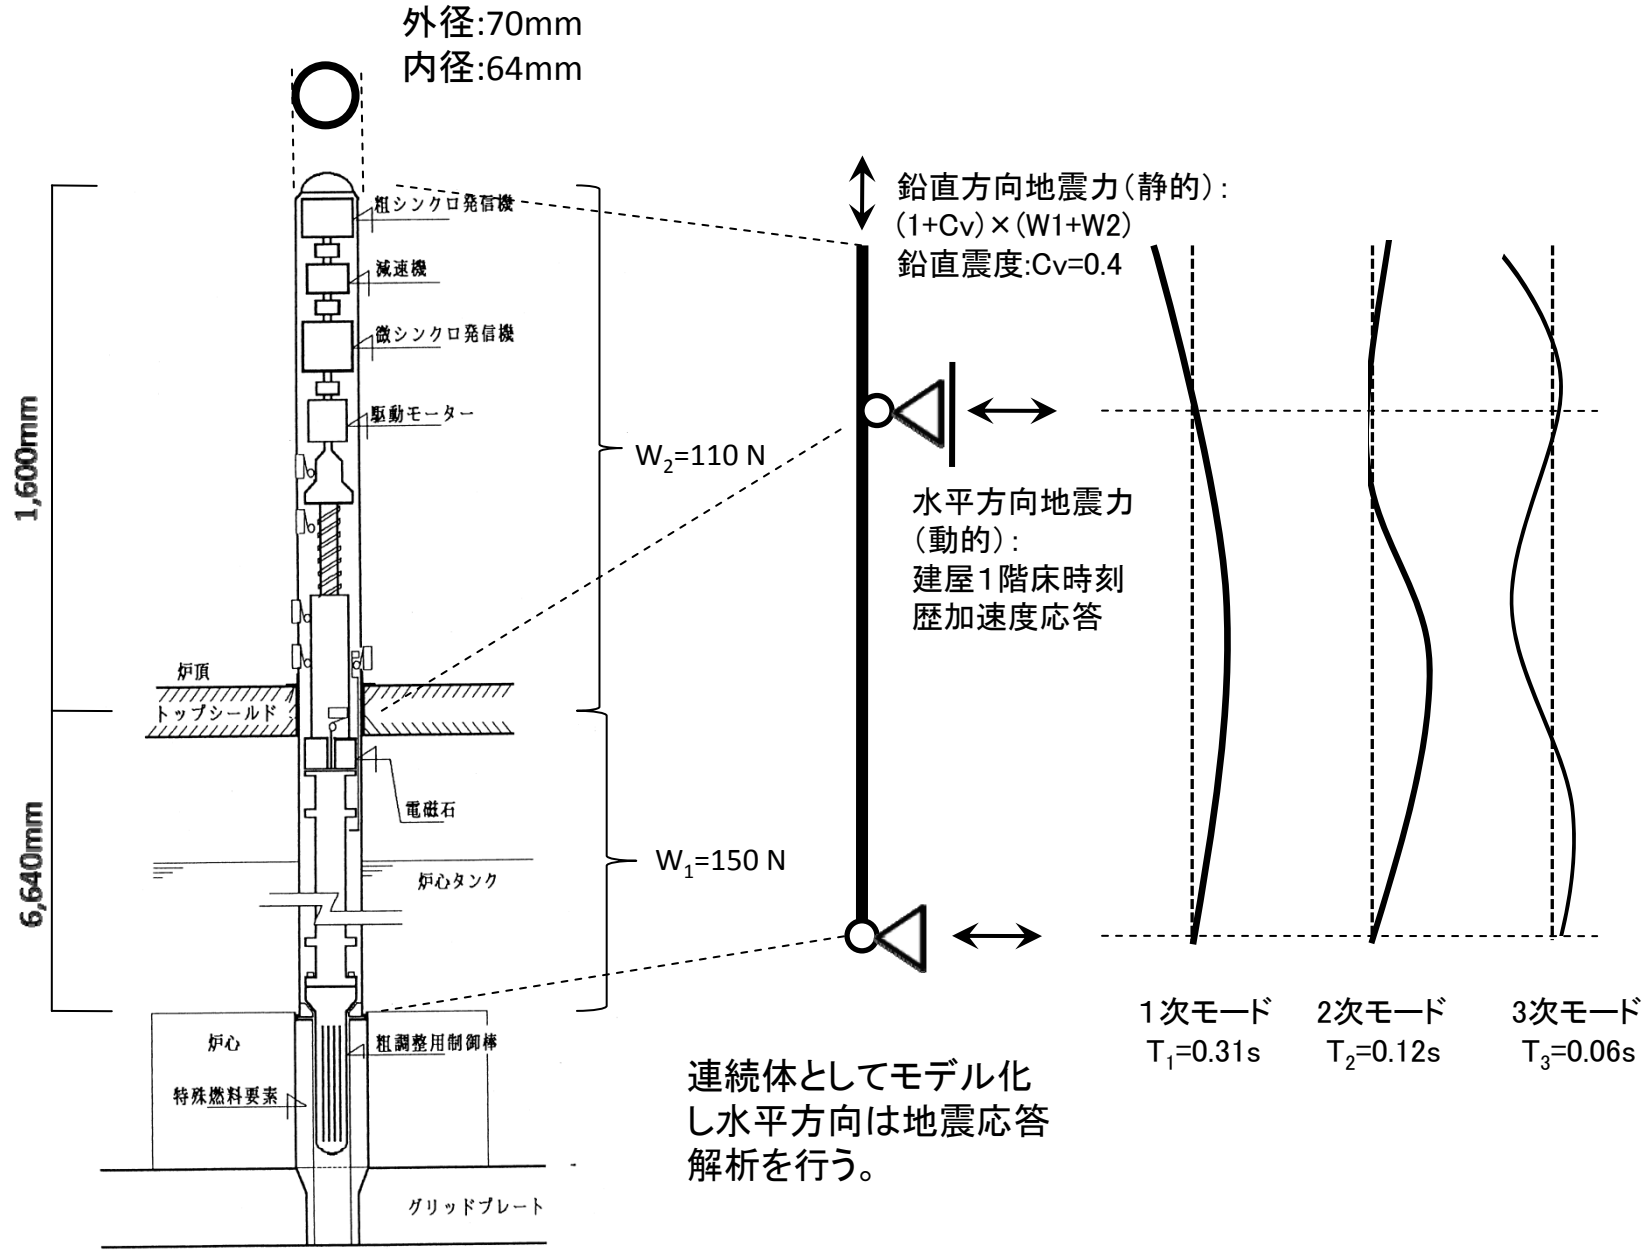 外径:70mm
内径:64mm
粗シンクロ発信機
減速機
微シンクロ発信機
駆動モーター
1,600mm
W2=110 N
炉頂
トップシールド
電磁石
炉心タンク
6,640mm
W1=150 N
炉心
粗調整用制御棒
特殊燃料要素
グリッドプレート
鉛直方向地震力(静的):
(1+Cv)×(W1+W2)
鉛直震度:Cv=0.4
水平方向地震力
(動的):
建屋1階床時刻
歴加速度応答
連続体としてモデル化
し水平方向は地震応答
解析を行う。
1次モード
T1=0.31s
2次モード
T2=0.12s
3次モード
T3=0.06s